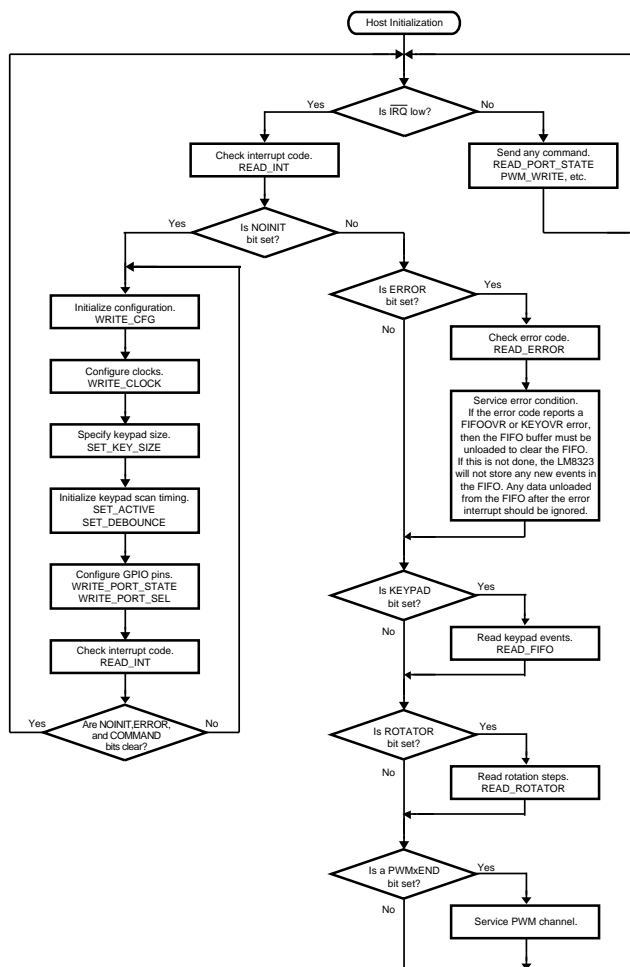 Host Initialization
Is IRQ low?
Yes
No
Check interrupt code.
READ_INT
Send any command.
READ_PORT_STATE
PWM_WRITE, etc.
Is NOINIT
bit set?
Yes
No
Is ERROR
bit set?
Yes
No
Initialize configuration.
WRITE_CFG
Check error code.
READ_ERROR
Configure clocks.
WRITE_CLOCK
Service error condition.
If the error code reports a
FIFOOVR or KEYOVR error,
then the FIFO buffer must be
unloaded to clear the FIFO.
If this is not done, the LM8323
will not store any new events in
the FIFO. Any data unloaded
from the FIFO after the error
interrupt should be ignored.
Specify keypad size.
SET_KEY_SIZE
Initialize keypad scan timing.
SET_ACTIVE
SET_DEBOUNCE
Configure GPIO pins.
WRITE_PORT_STATE
WRITE_PORT_SEL
Is KEYPAD
bit set?
Yes
No
Check interrupt code.
READ_INT
Read keypad events.
READ_FIFO
Yes
Are NOINIT,ERROR,
and COMMAND
bits clear?
No
Is ROTATOR
bit set?
Yes
No
Read rotation steps.
READ_ROTATOR
Is a PWMxEND
bit set?
Yes
No
Service PWM channel.